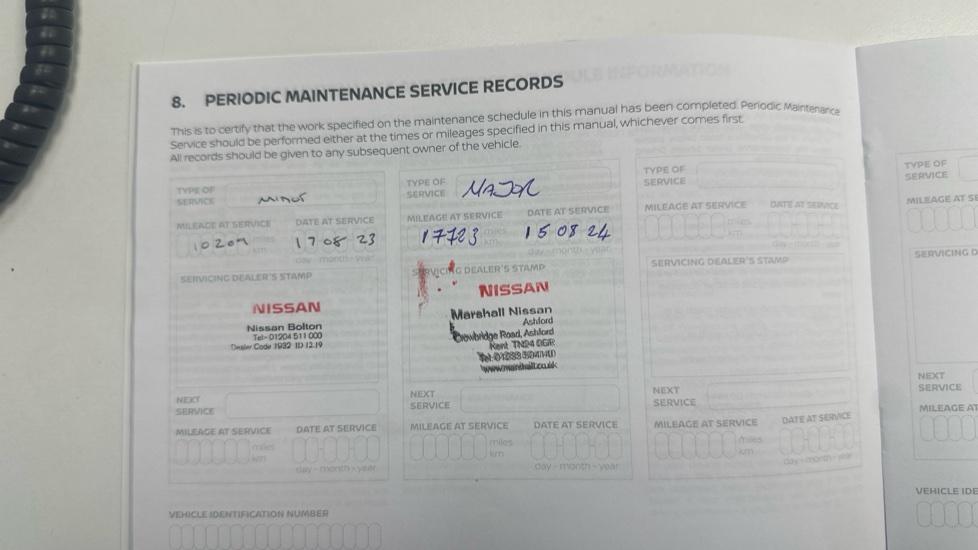 8. PERIODIC MAINTENANCE SERVICE RECORDS
This is to certify that the work specified on the maintenance schedule in this manual has been completed. Periodic Maintenance
Service should be performed either at the times or mileages specified in this manual, whichever comes first.
All records should be given to any subsequent owner of the vehicle.
TYPE OF
SERVICE
Minor
MILEAGE AT SERVICE
DATE AT SERVICE
miles
km
17 08 23
day - month - year
SERVICING DEALER'S STAMP
NISSAN
Nissan Bolton
Tel:- 01204 511 000
Dealer Code 1932 ID 12.19
NEXT
SERVICE
MILEAGE AT SERVICE
DATE AT SERVICE
miles
km
day - month - year
TYPE OF
SERVICE
MAJOR
MILEAGE AT SERVICE
DATE AT SERVICE
17723
miles
km
15 08 24
day - month - year
SERVICING DEALER'S STAMP
NISSAN
Marshall Nissan
Ashford
Road, Ashford
Kent TN24 0GR
NEXT
SERVICE
MILEAGE AT SERVICE
DATE AT SERVICE
miles
km
day - month - year
TYPE OF
SERVICE
MILEAGE AT SERVICE
DATE AT SERVICE
miles
km
day - month - year
SERVICING DEALER'S STAMP
NEXT
SERVICE
MILEAGE AT SERVICE
DATE AT SERVICE
miles
km
day - month - year
VEHICLE IDENTIFICATION NUMBER
TYPE OF
SERVICE
MILEAGE AT SE
SERVICING D
NEXT
SERVICE
MILEAGE AT
VEHICLE IDE